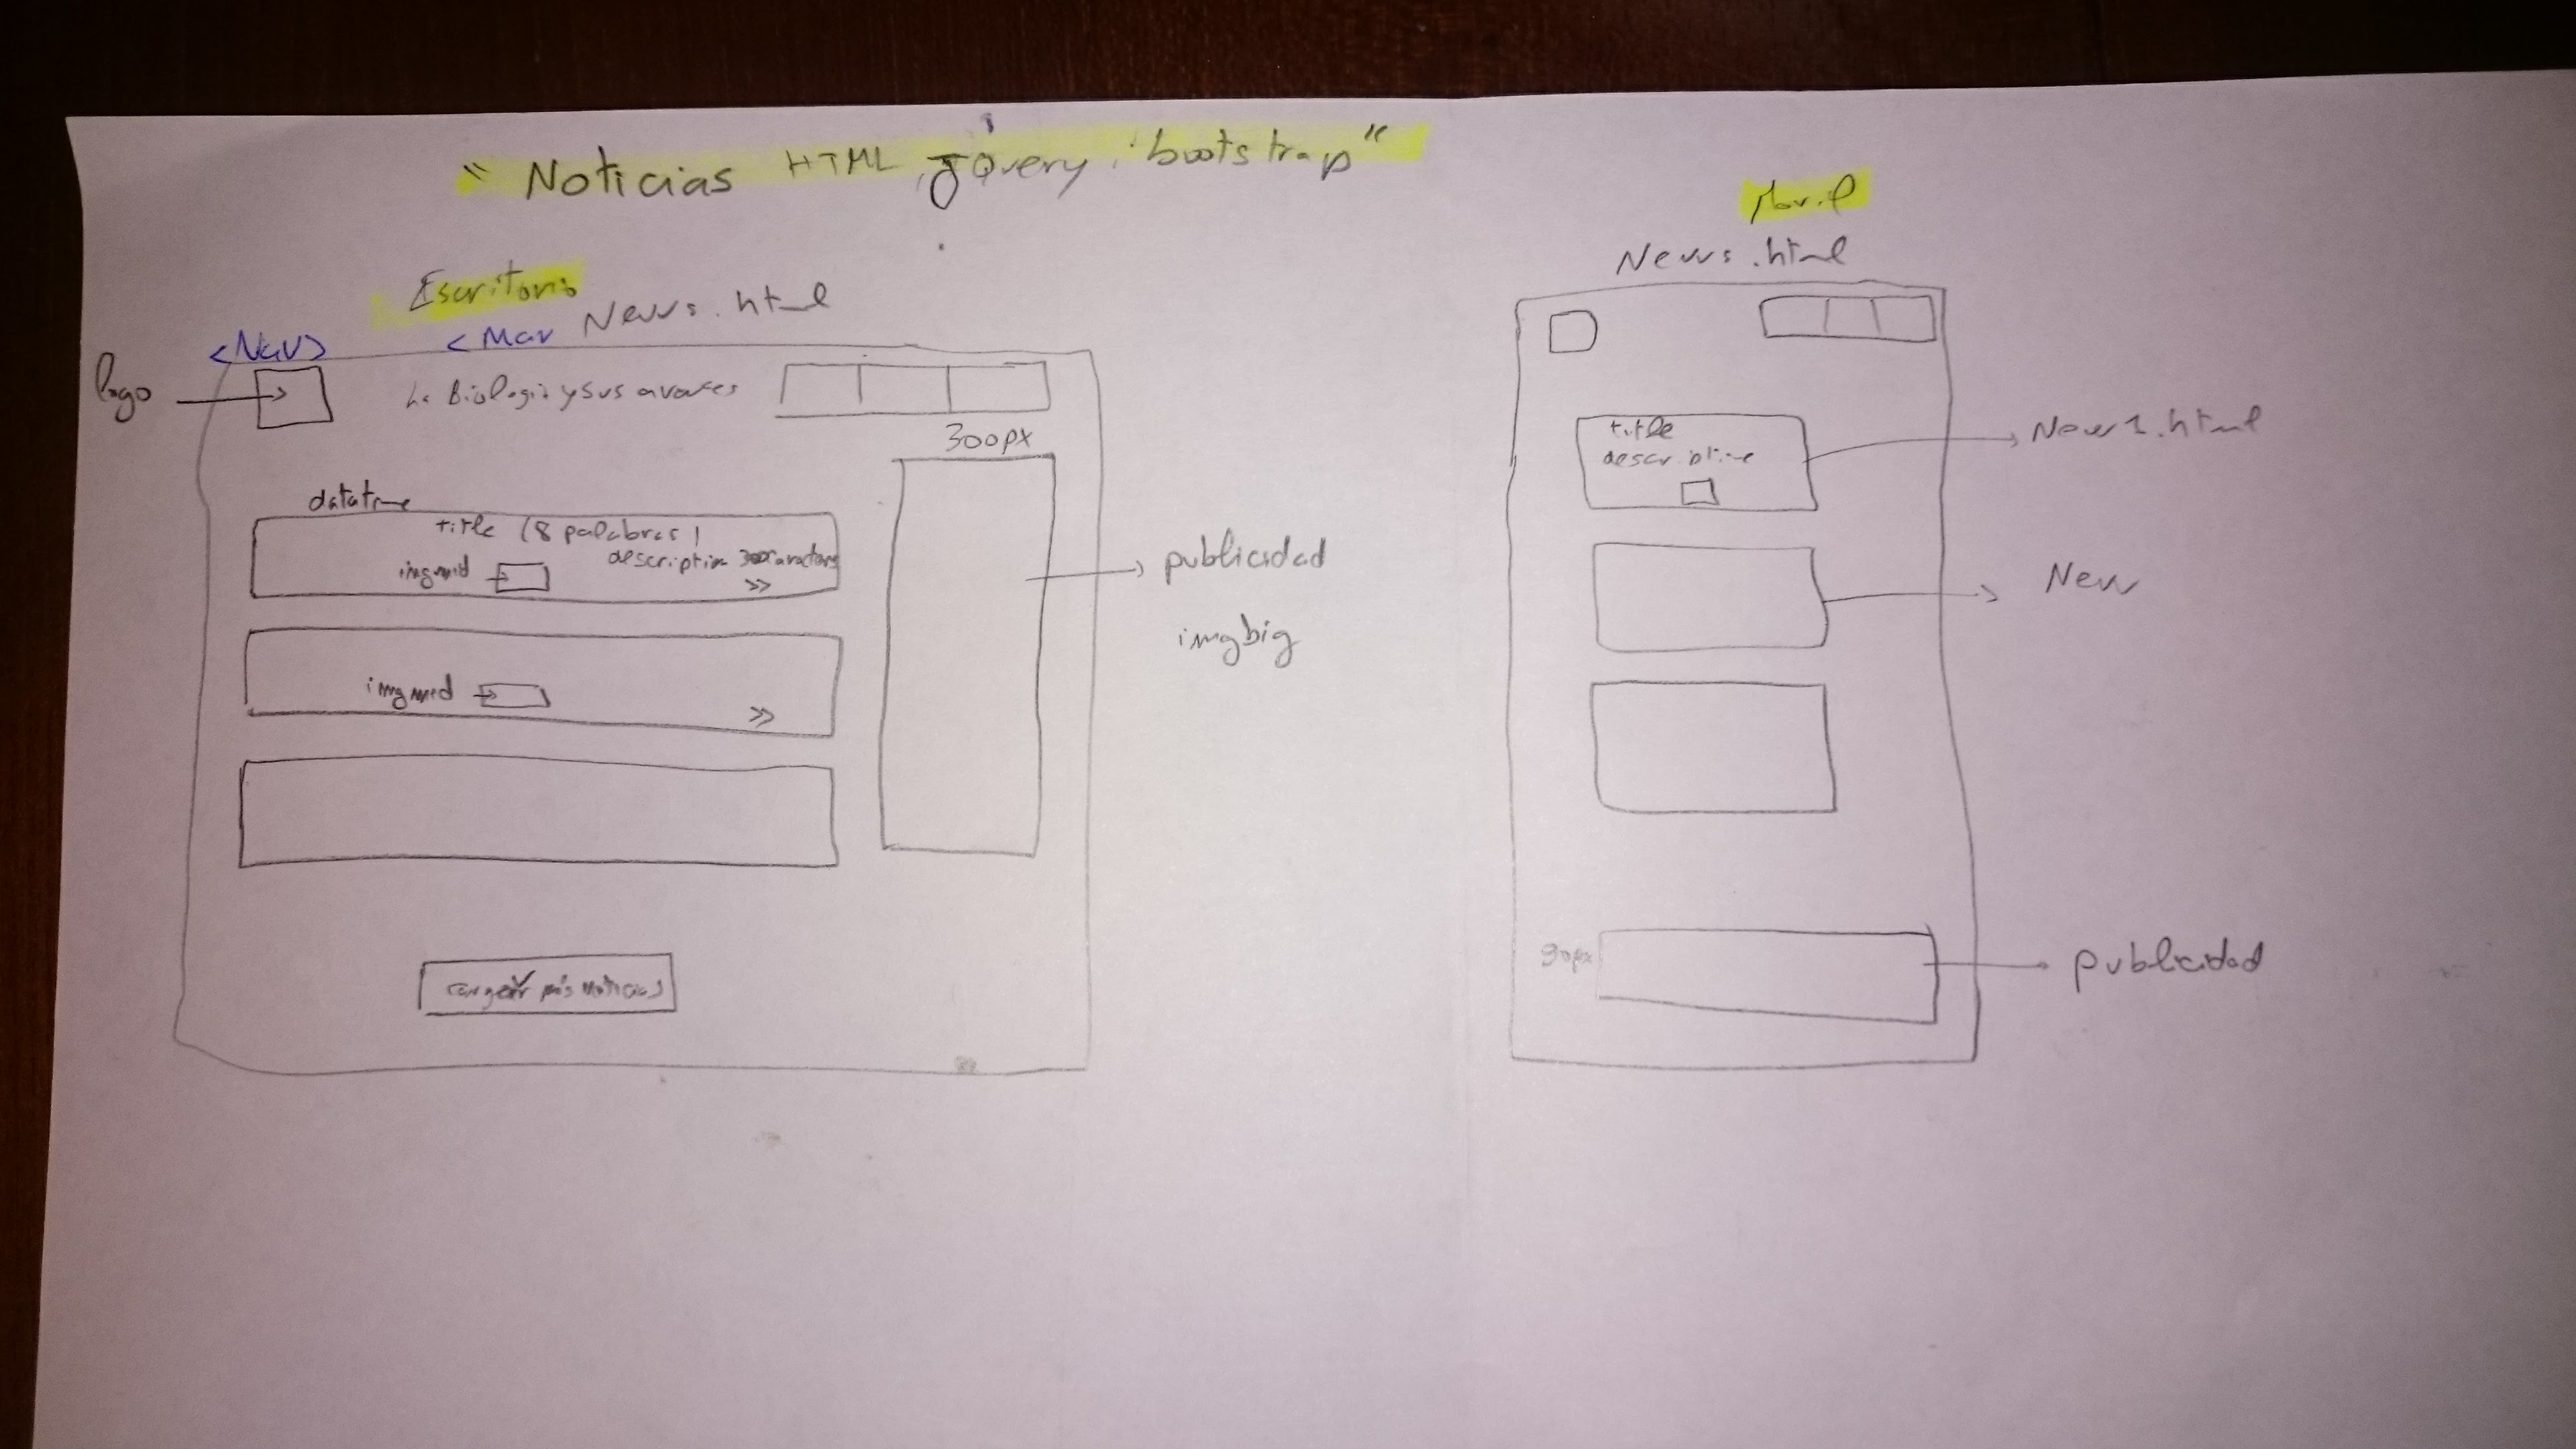 " Noticias HTML, JQuery, bootstrap "
Escritorio
News.html
<Nav>
logo
La Biologia y sus avances
300px
datatime
title (8 palabras)
imgmid
description 300 caracteres
>>
imgmid
>>
publicidad
imgbig
cargar más noticias
Movil
News.html
title
description
New1.html
New
90px
publicidad